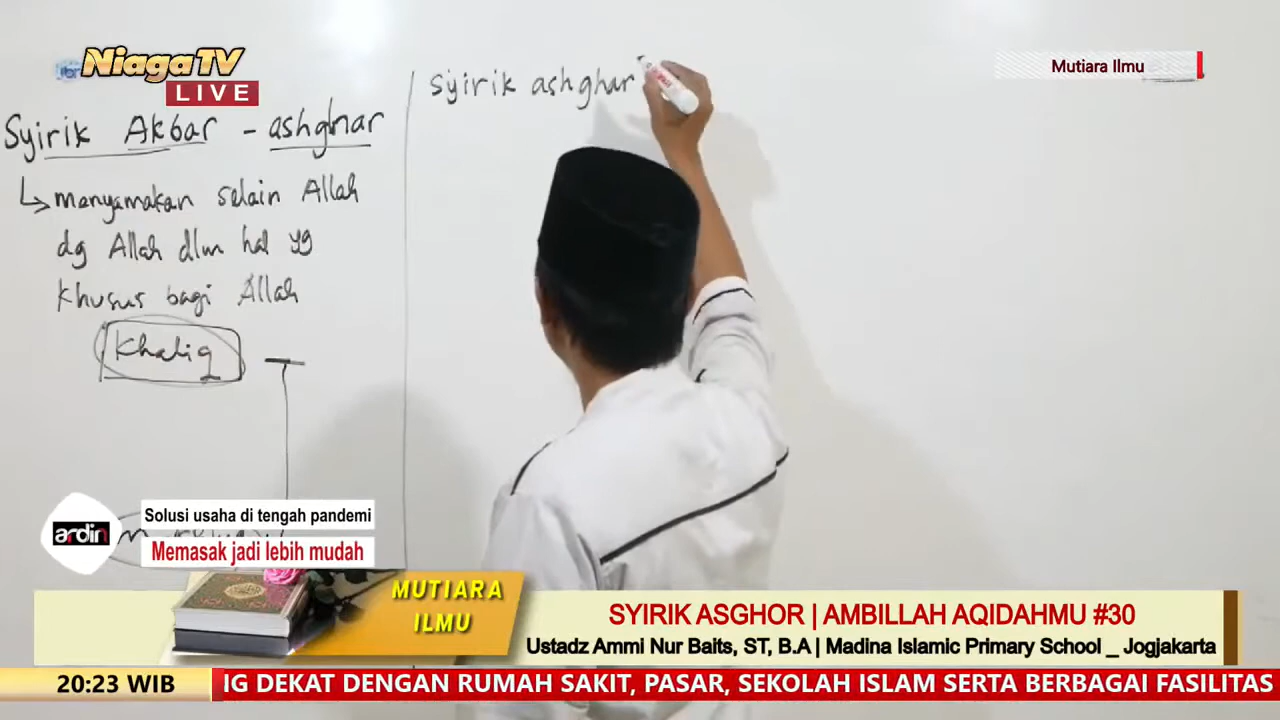 NiagaTV
LIVE
Mutiara Ilmu
Syirik Akbar - ashghar
menyamakan selain Allah
dg Allah dlm hal yg
khusus bagi Allah
Khaliq
syirik ashghar
ardin
Solusi usaha di tengah pandemi
Memasak jadi lebih mudah
MUTIARA
ILMU
SYIRIK ASGHOR | AMBILLAH AQIDAHMU #30
Ustadz Ammi Nur Baits, ST, B.A | Madina Islamic Primary School _ Jogjakarta
20:23 WIB
IG DEKAT DENGAN RUMAH SAKIT, PASAR, SEKOLAH ISLAM SERTA BERBAGAI FASILITAS